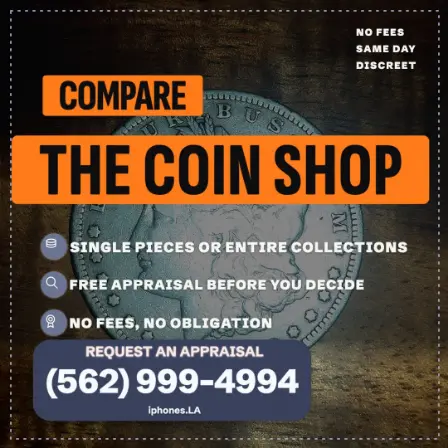 NO FEES
SAME DAY
DISCREET
COMPARE
THE COIN SHOP
SINGLE PIECES OR ENTIRE COLLECTIONS
FREE APPRAISAL BEFORE YOU DECIDE
NO FEES, NO OBLIGATION
REQUEST AN APPRAISAL
(562) 999-4994
iphones.LA